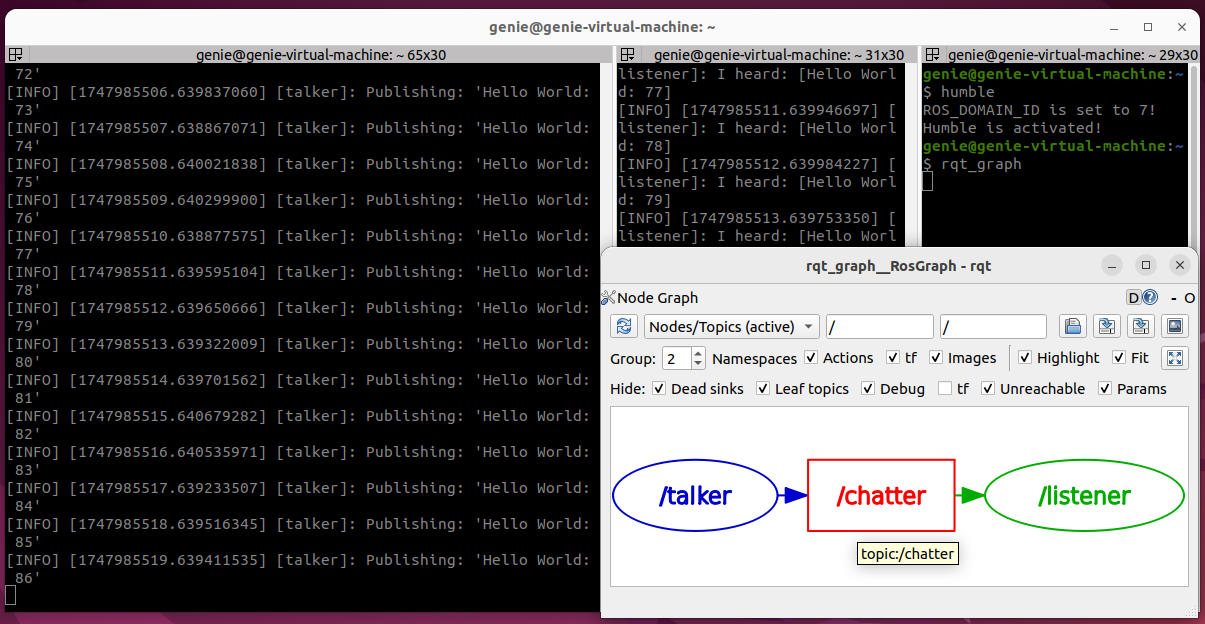 genie@genie-virtual-machine: ~
genie@genie-virtual-machine: ~ 65x30
72'
[INFO] [1747985506.639837060] [talker]: Publishing: 'Hello World:
73'
[INFO] [1747985507.638867071] [talker]: Publishing: 'Hello World:
74'
[INFO] [1747985508.640021838] [talker]: Publishing: 'Hello World:
75'
[INFO] [1747985509.640299900] [talker]: Publishing: 'Hello World:
76'
[INFO] [1747985510.638877575] [talker]: Publishing: 'Hello World:
77'
[INFO] [1747985511.639595104] [talker]: Publishing: 'Hello World:
78'
[INFO] [1747985512.639650666] [talker]: Publishing: 'Hello World:
79'
[INFO] [1747985513.639322009] [talker]: Publishing: 'Hello World:
80'
[INFO] [1747985514.639701562] [talker]: Publishing: 'Hello World:
81'
[INFO] [1747985515.640679282] [talker]: Publishing: 'Hello World:
82'
[INFO] [1747985516.640535971] [talker]: Publishing: 'Hello World:
83'
[INFO] [1747985517.639233507] [talker]: Publishing: 'Hello World:
84'
[INFO] [1747985518.639516345] [talker]: Publishing: 'Hello World:
85'
[INFO] [1747985519.639411535] [talker]: Publishing: 'Hello World:
86'
genie@genie-virtual-machine: ~ 31x30
listener]: I heard: [Hello Worl
d: 77]
[INFO] [1747985511.639946697] [
listener]: I heard: [Hello Worl
d: 78]
[INFO] [1747985512.639984227] [
listener]: I heard: [Hello Worl
d: 79]
[INFO] [1747985513.639753350] [
listener]: I heard: [Hello Worl
genie@genie-virtual-machine: ~ 29x30
genie@genie-virtual-machine:~
$ humble
ROS_DOMAIN_ID is set to 7!
Humble is activated!
genie@genie-virtual-machine:~
$ rqt_graph
rqt_graph__RosGraph - rqt
Node Graph D ? - O
Nodes/Topics (active) / /
Group: 2 Namespaces Actions tf Images Highlight Fit
Hide: Dead sinks Leaf topics Debug tf Unreachable Params
/talker /chatter /listener
topic:/chatter